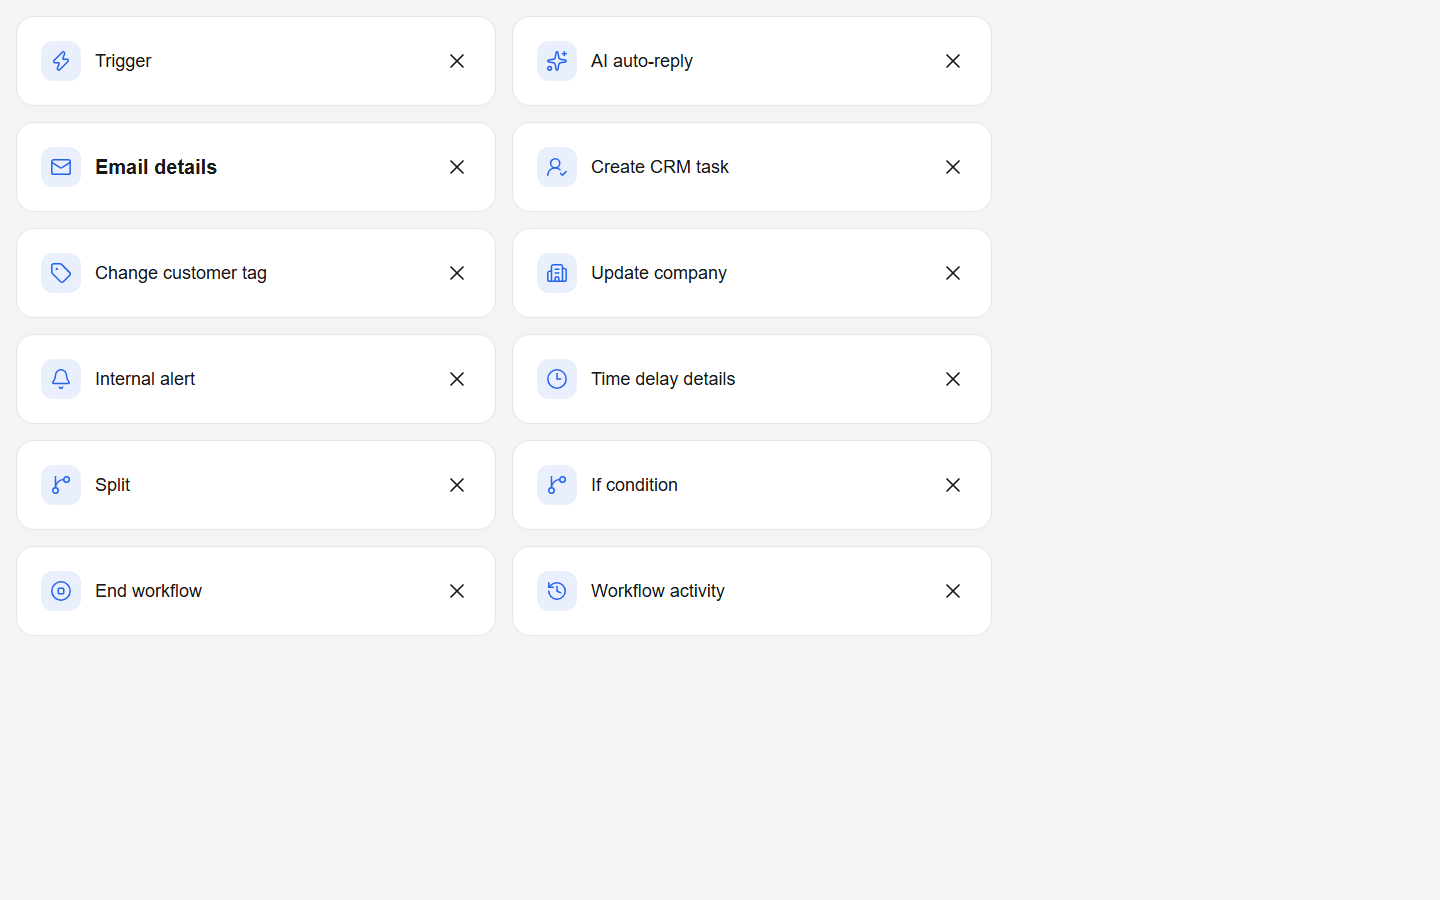 Trigger
AI auto-reply
Email details
Create CRM task
Change customer tag
Update company
Internal alert
Time delay details
Split
If condition
End workflow
Workflow activity